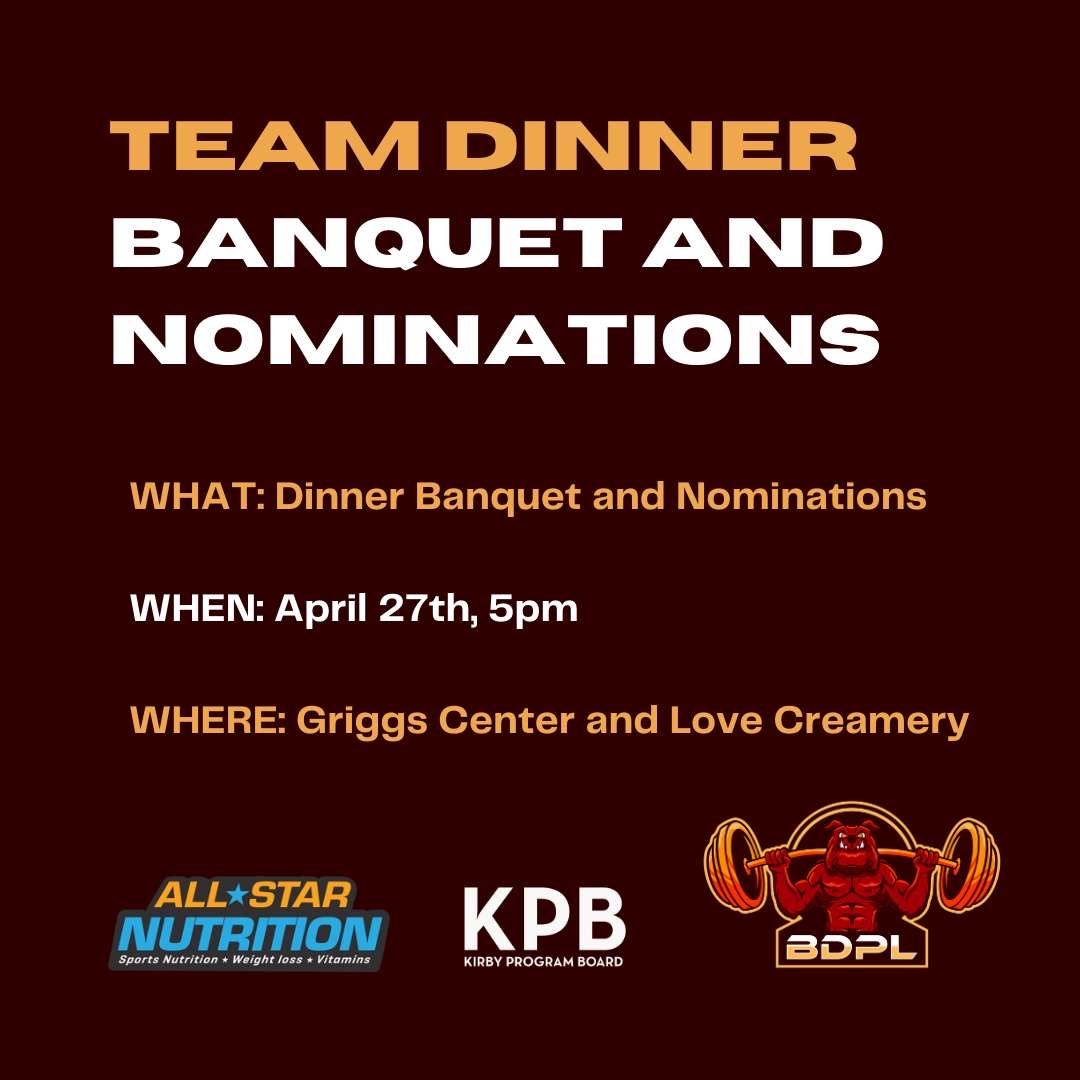 TEAM DINNER
BANQUET AND
NOMINATIONS
WHAT: Dinner Banquet and Nominations
WHEN: April 27th, 5pm
WHERE: Griggs Center and Love Creamery
ALL★STAR
NUTRITION
Sports Nutrition ★ Weight loss ★ Vitamins
KPB
KIRBY PROGRAM BOARD
BDPL